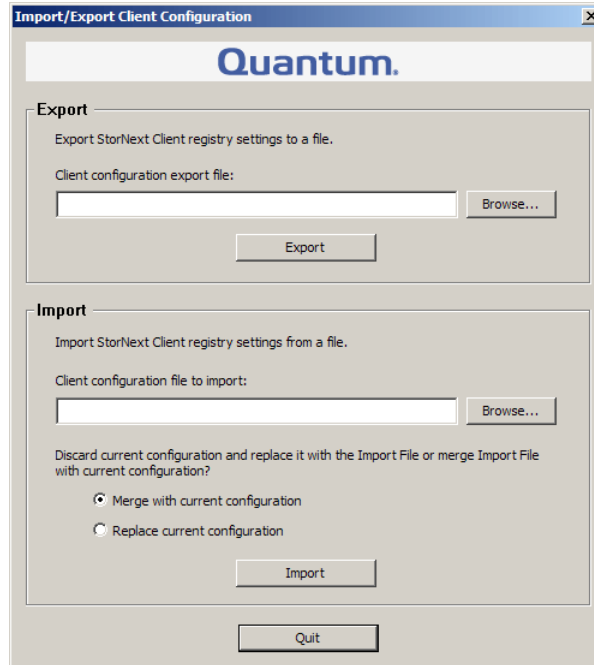 Import/Export Client Configuration
Quantum.
Export
Export StorNext Client registry settings to a file.
Client configuration export file:
Browse...
Export
Import
Import StorNext Client registry settings from a file.
Client configuration file to import:
Browse...
Discard current configuration and replace it with the Import File or merge Import File
with current configuration?
Merge with current configuration
Replace current configuration
Import
Quit